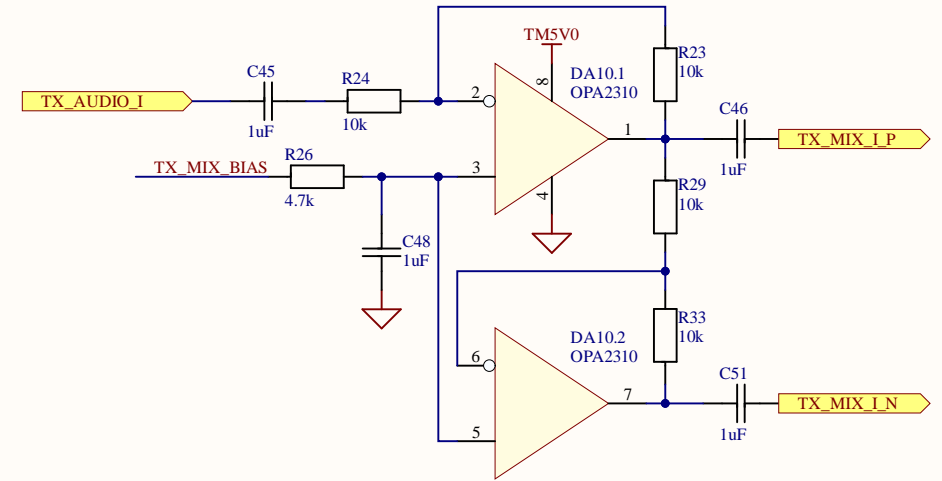 TM5V0
C45
R24
R23
10k
DA10.1
OPA2310
8
2
TX_AUDIO_I
1uF
10k
C46
1
TX_MIX_I_P
1uF
R26
TX_MIX_BIAS
4.7k
3
4
R29
10k
C48
1uF
R33
10k
DA10.2
OPA2310
6
C51
7
TX_MIX_I_N
1uF
5